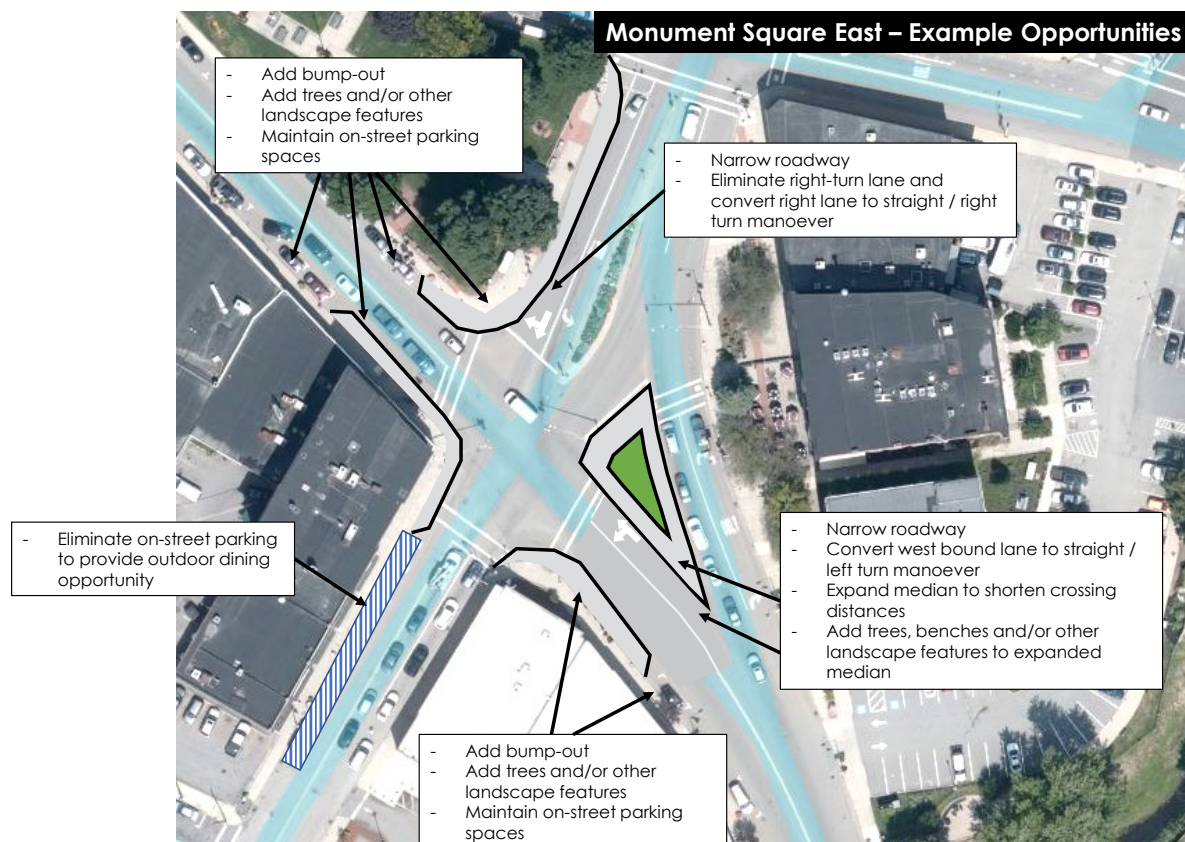 Monument Square East – Example Opportunities
- Add bump-out
- Add trees and/or other
landscape features
- Maintain on-street parking
spaces
- Narrow roadway
- Eliminate right-turn lane and
convert right lane to straight / right
turn manoever
- Eliminate on-street parking
to provide outdoor dining
opportunity
- Narrow roadway
- Convert west bound lane to straight /
left turn manoever
- Expand median to shorten crossing
distances
- Add trees, benches and/or other
landscape features to expanded
median
- Add bump-out
- Add trees and/or other
landscape features
- Maintain on-street parking
spaces